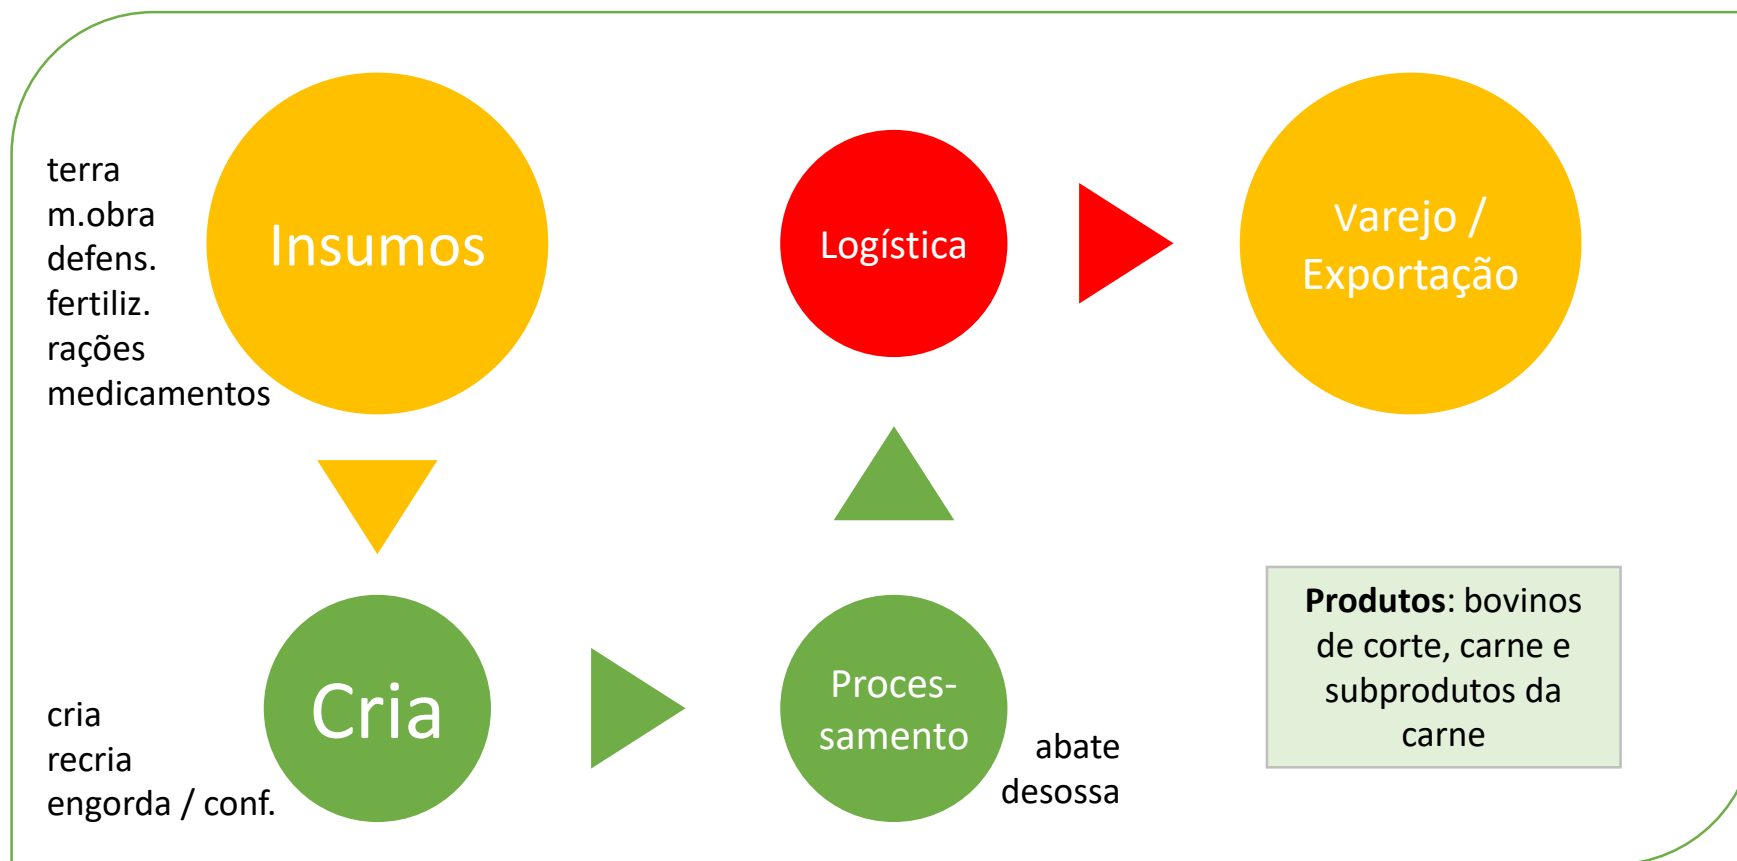 terra
m.obra
defens.
fertiliz.
rações
medicamentos
Insumos
Logística
Varejo /
Exportação
cria
recria
engorda / conf.
Cria
Proces-
samento
abate
desossa
Produtos: bovinos
de corte, carne e
subprodutos da
carne